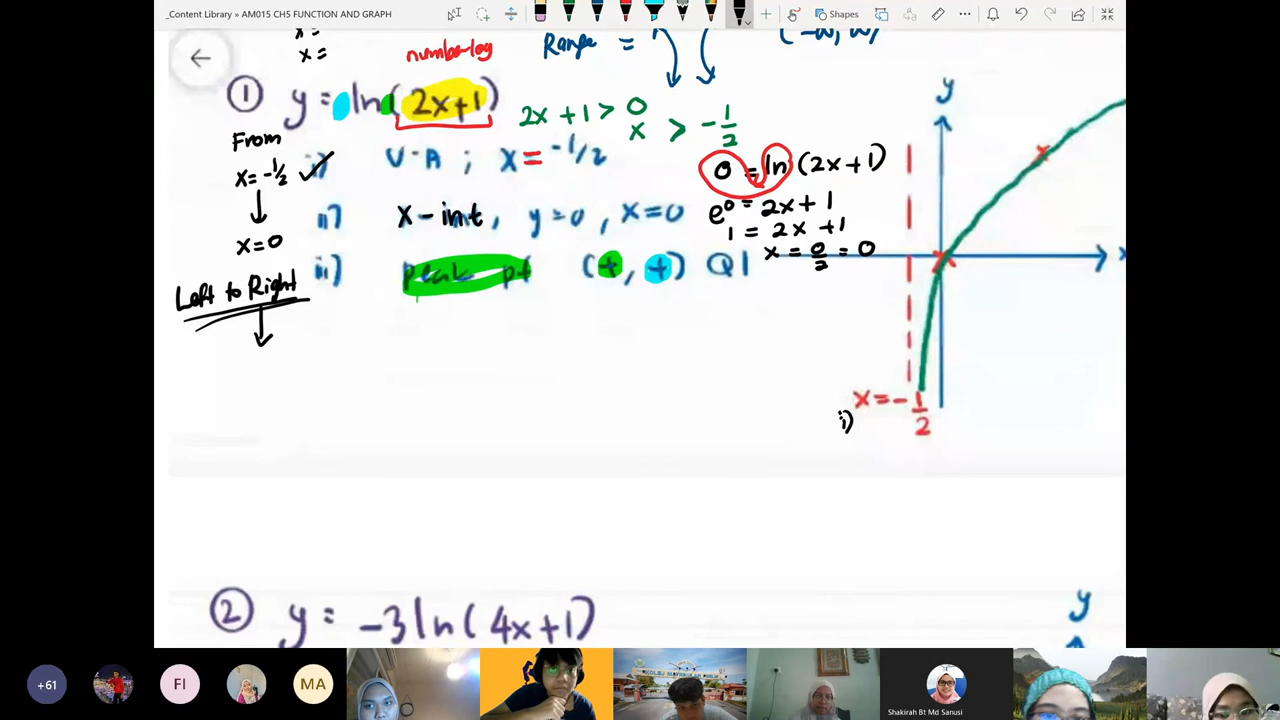 _Content Library » AM015 CH5 FUNCTION AND GRAPH
Shapes
x=
x=
number log
Range =
(-∞, ∞)
① y = ln(2x+1)
2x + 1 > 0
x > -1/2
From
x = -1/2 ✓
x = 0
Left to Right
i) V-A ; x = -1/2
ii) x-int, y=0, x=0
iii) peak pt (+, +) Q1
0 = ln(2x+1)
e⁰ = 2x + 1
1 = 2x + 1
x = 0/2 = 0
y
x
i) x = -1/2
② y = -3ln(4x+1)
y
+61
FI
MA
Shakirah Bt Md Sanusi